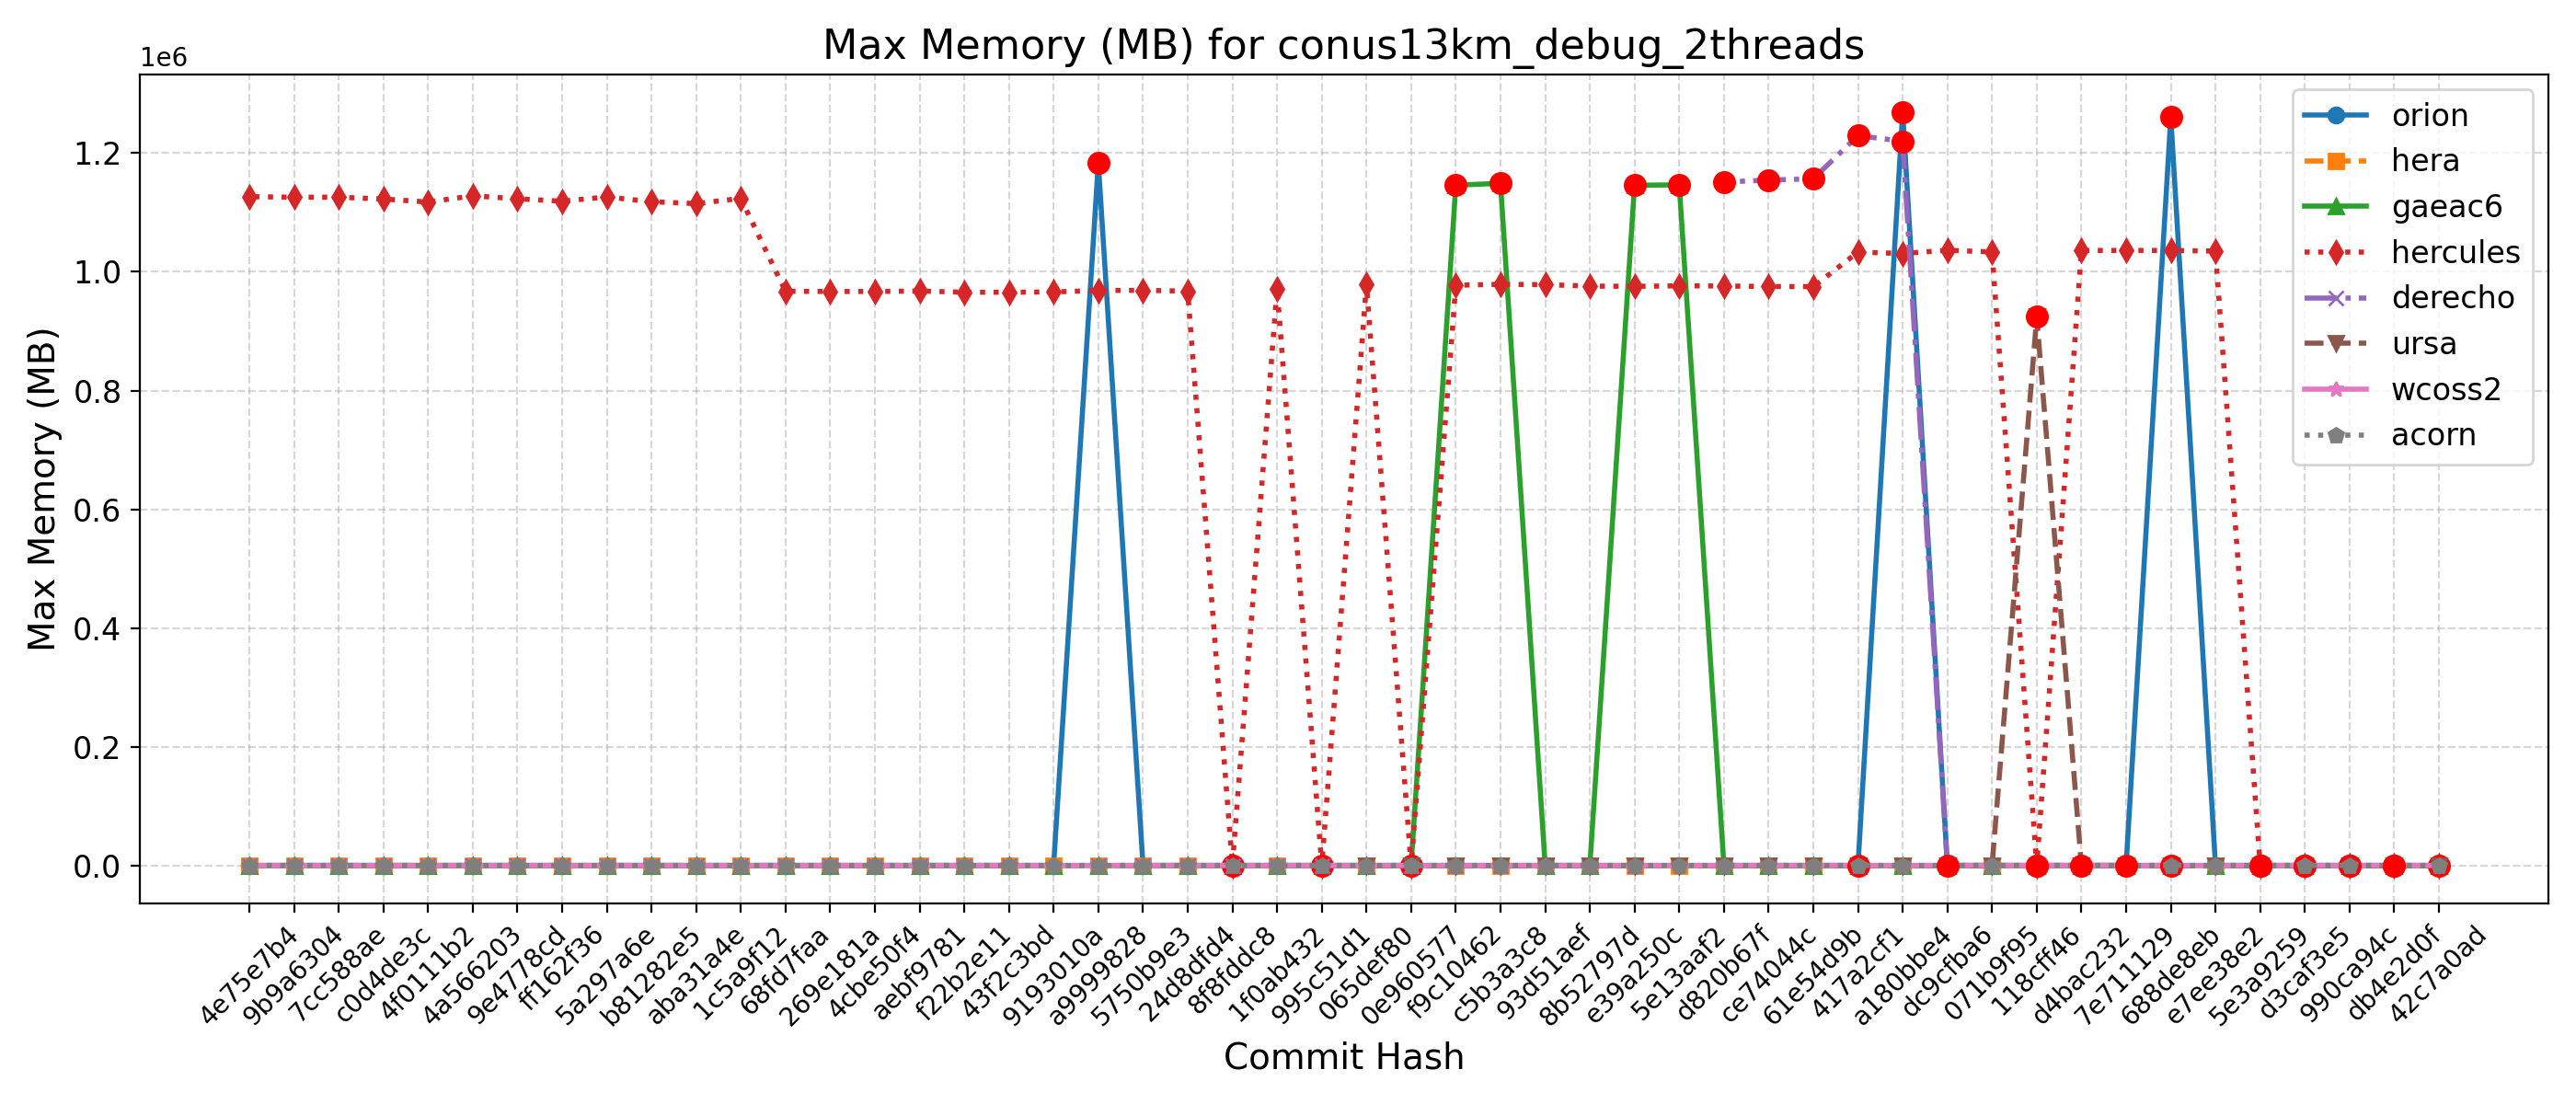 Max Memory (MB) for conus13km_debug_2threads
1e6
1.2
1.0
0.8
0.6
0.4
0.2
0.0
Max Memory (MB)
orion
hera
gaeac6
hercules
derecho
ursa
wcoss2
acorn
4e75e7b4
9b9a6304
7cc588ae
c0d4de3c
4f0111b2
4a566203
9e4778cd
ff162f36
5a297a6e
b81282e5
aba31a4e
1c5a9f12
68fd7faa
269e181a
4cbe50f4
aebf9781
f22b2e11
43f2c3bd
9193010a
a9999828
5750b9e3
24d8dfd4
8f8fddc8
1f0ab432
995c51d1
065def80
0e960577
f9c10462
c5b3a3c8
93d51aef
8b52797d
e39a250c
5e13aaf2
d820b67f
ce74044c
61e54d9b
417a2cf1
a180bbe4
dc9cfba6
071b9f95
118cff46
d4bac232
7e711129
688de8eb
e7ee38e2
5e3a9259
d3caf3e5
990ca94c
db4e2d0f
42c7a0ad
Commit Hash